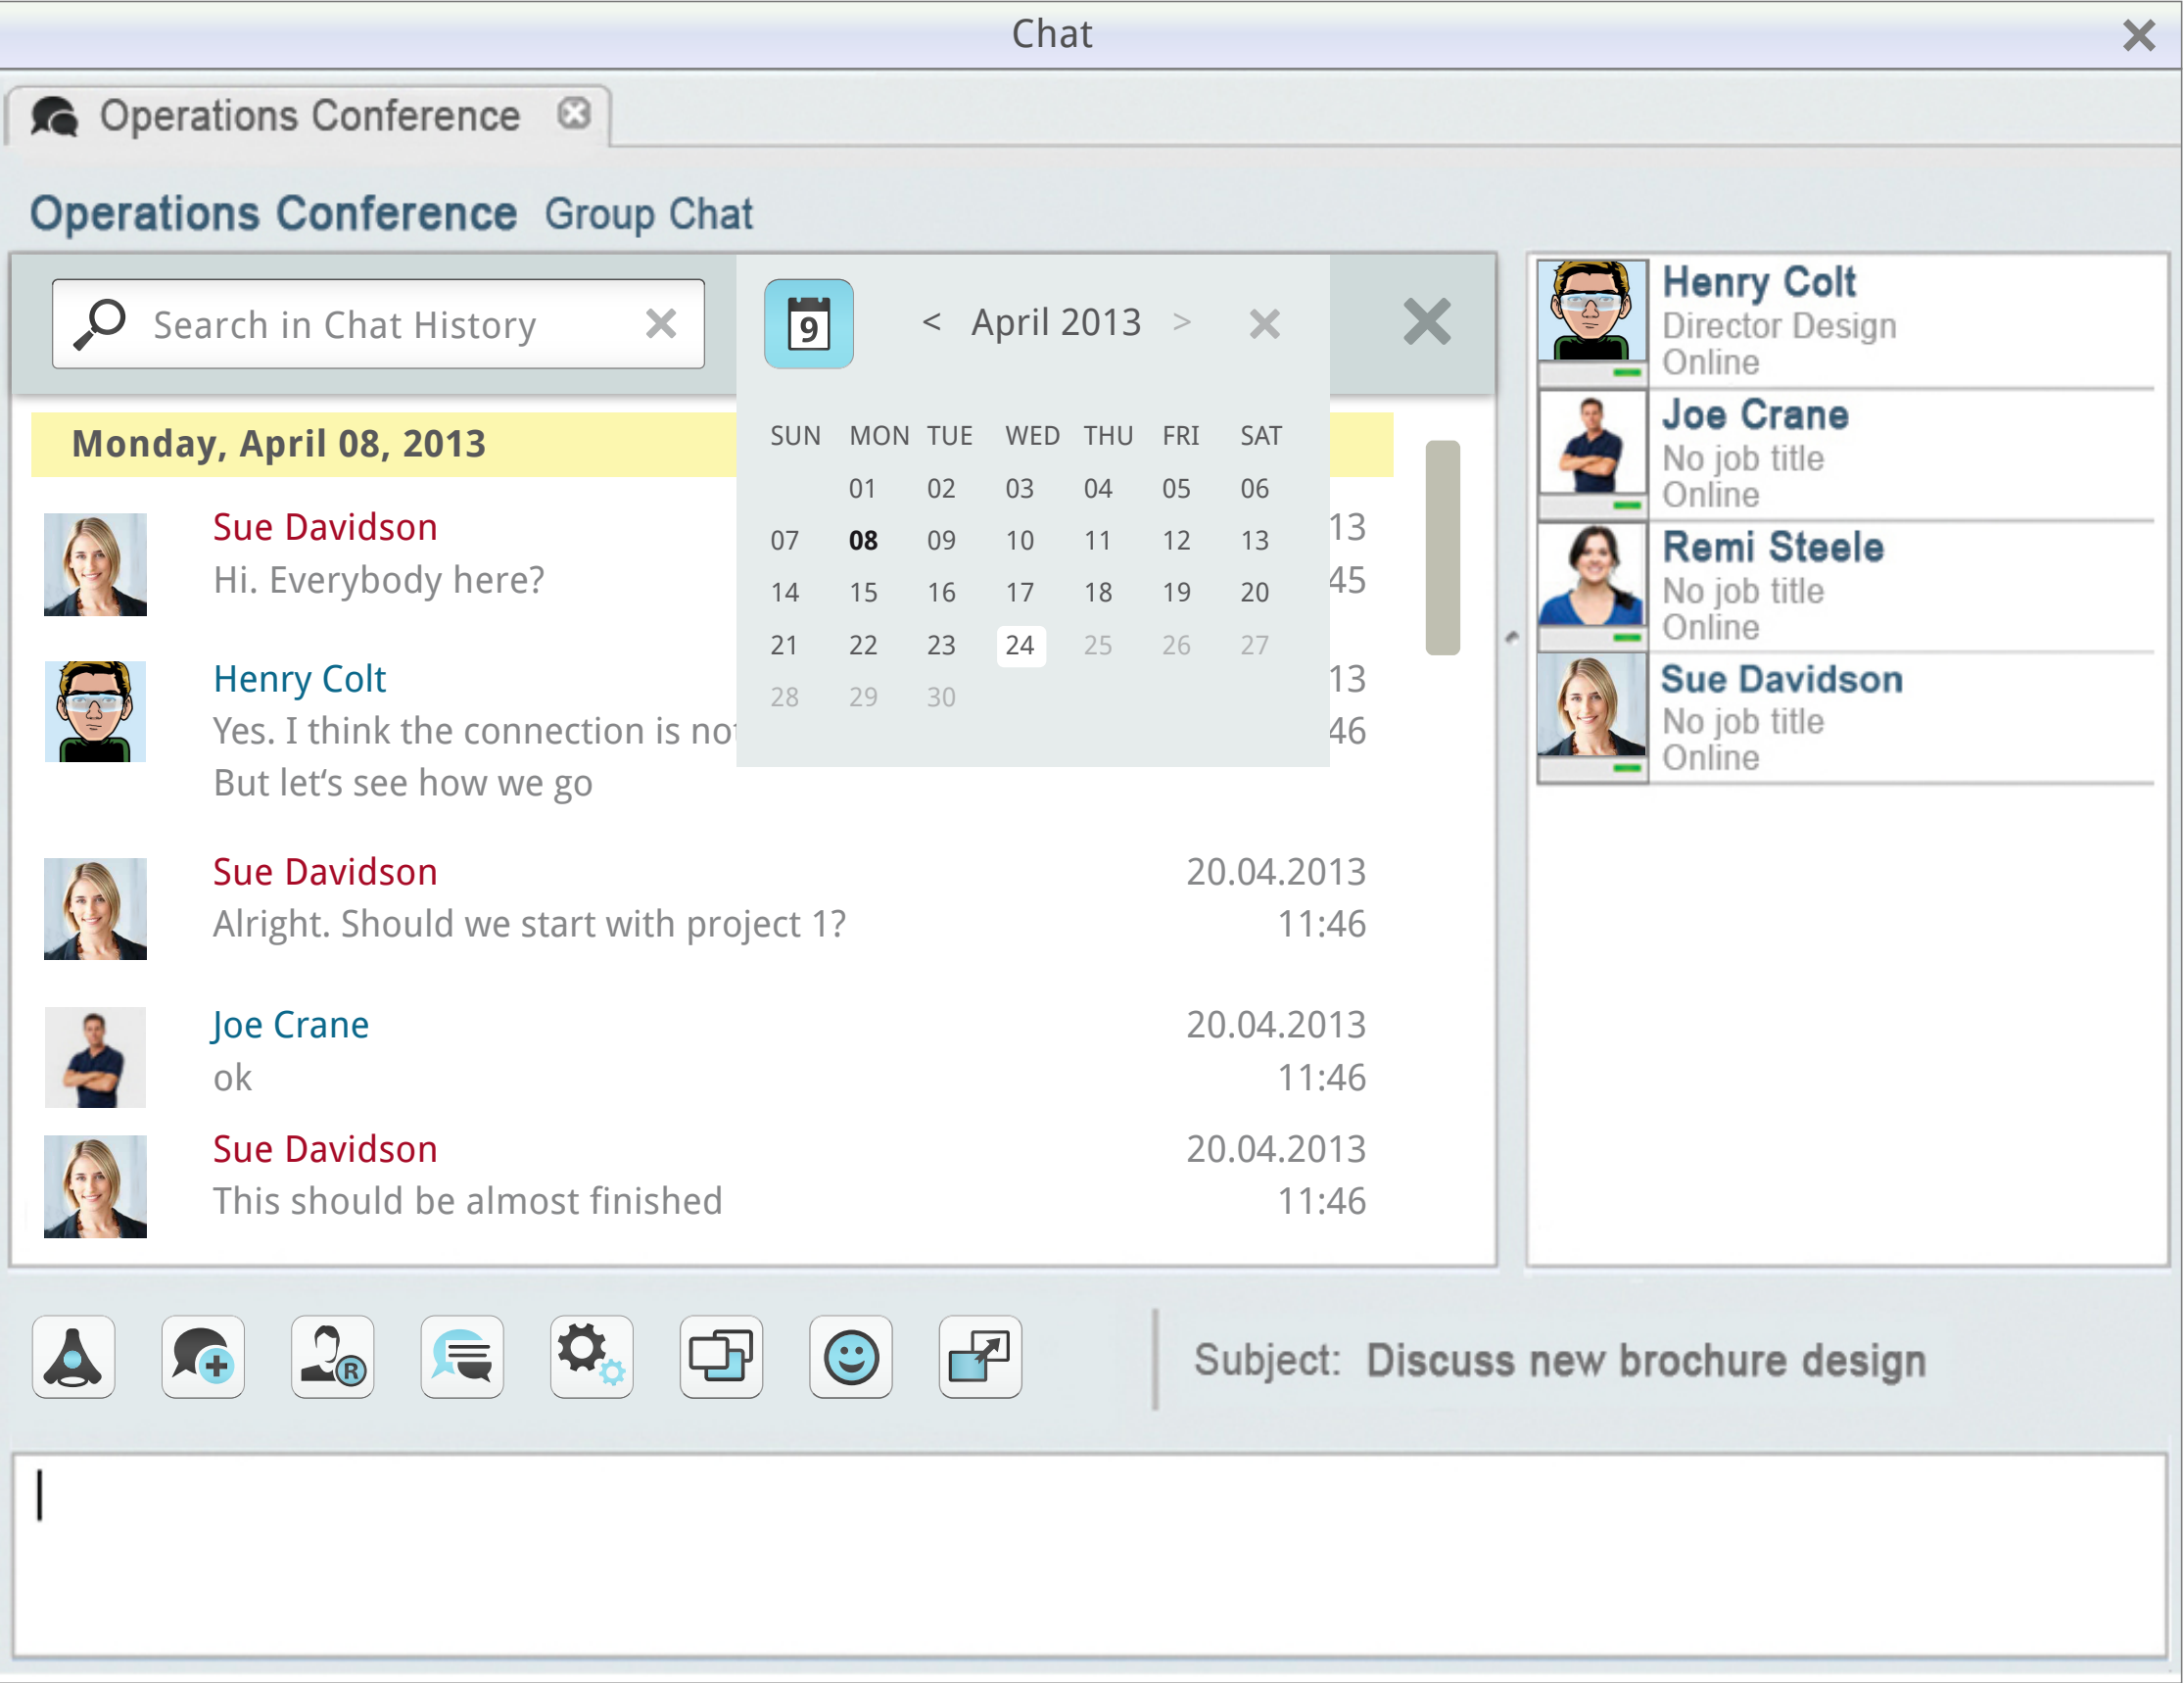 Chat
Operations Conference
Operations Conference Group Chat
Search in Chat History
9
< April 2013 >
SUN MON TUE WED THU FRI SAT
01 02 03 04 05 06
07 08 09 10 11 12 13
14 15 16 17 18 19 20
21 22 23 24 25 26 27
28 29 30
Monday, April 08, 2013
Sue Davidson 13
Hi. Everybody here? 45
Henry Colt 13
Yes. I think the connection is 46
But let‘s see how we go
Sue Davidson 20.04.2013
Alright. Should we start with project 1? 11:46
Joe Crane 20.04.2013
ok 11:46
Sue Davidson 20.04.2013
This should be almost finished 11:46
Henry Colt
Director Design
Online
Joe Crane
No job title
Online
Remi Steele
No job title
Online
Sue Davidson
No job title
Online
R
Subject: Discuss new brochure design